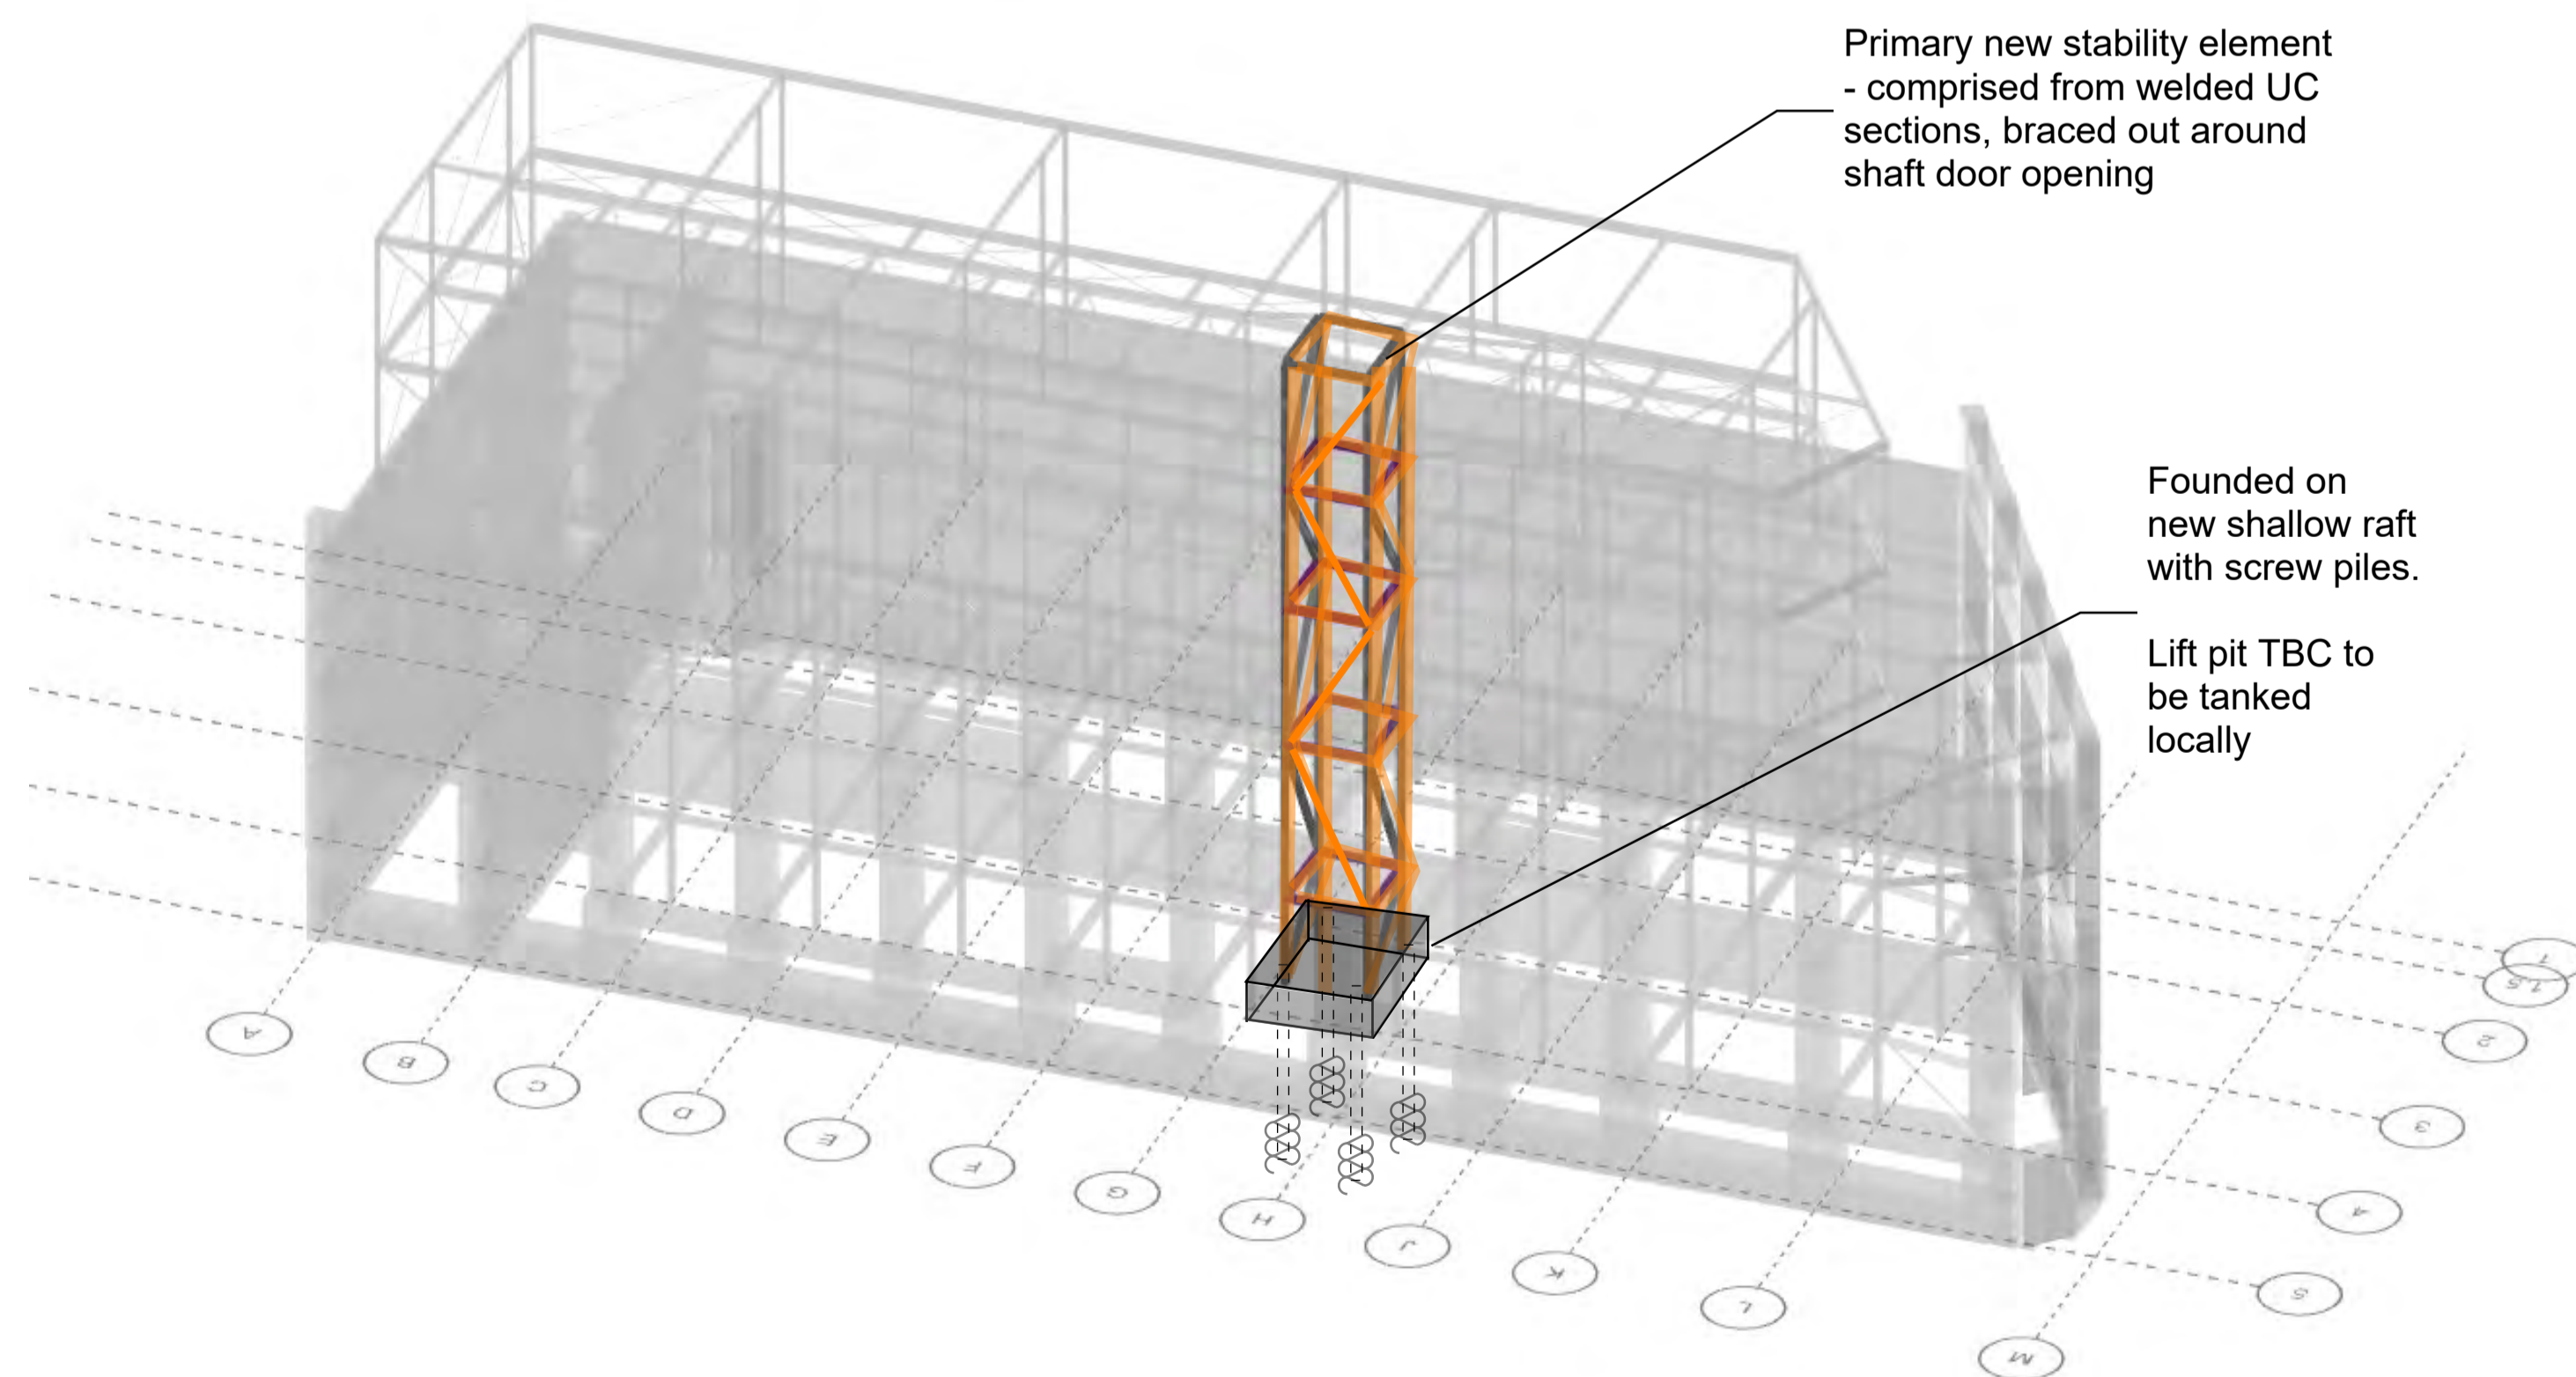 Primary new stability element
- comprised from welded UC
sections, braced out around
shaft door opening
Founded on
new shallow raft
with screw piles.
Lift pit TBC to
be tanked
locally
1
1.5
2
3
4
5
A
B
C
D
E
F
G
H
J
K
L
M